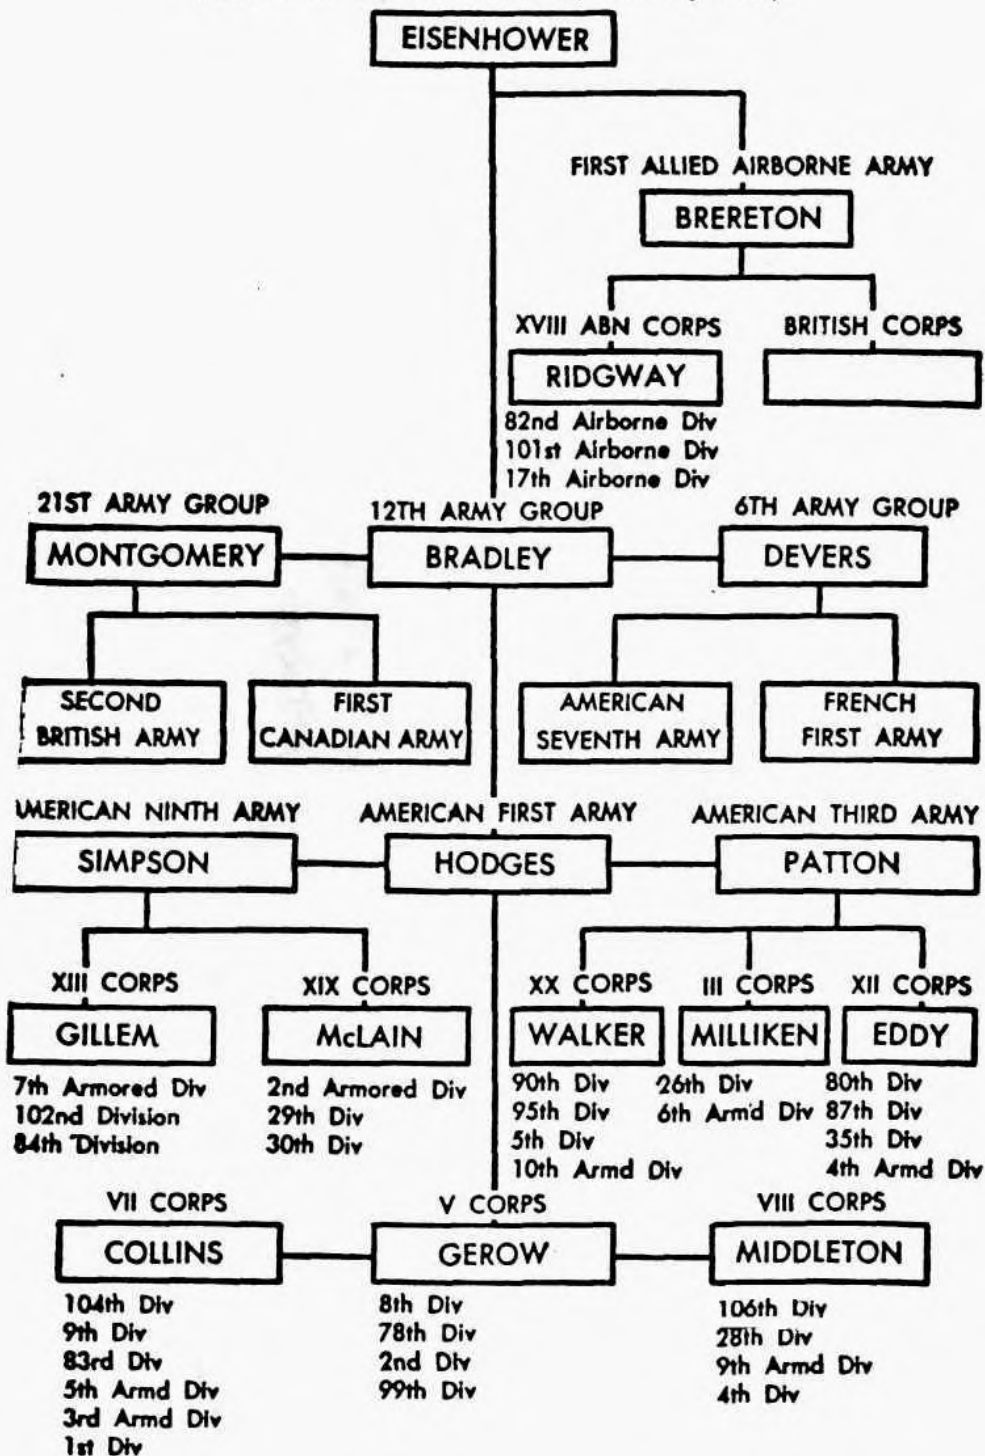 EISENHOWER
FIRST ALLIED AIRBORNE ARMY
BRERETON
XVIII ABN CORPS
RIDGWAY
82nd Airborne Div
101st Airborne Div
17th Airborne Div
BRITISH CORPS
21ST ARMY GROUP
MONTGOMERY
12TH ARMY GROUP
BRADLEY
6TH ARMY GROUP
DEVERS
SECOND
BRITISH ARMY
FIRST
CANADIAN ARMY
AMERICAN
SEVENTH ARMY
FRENCH
FIRST ARMY
MERICAN NINTH ARMY
SIMPSON
AMERICAN FIRST ARMY
HODGES
AMERICAN THIRD ARMY
PATTON
XIII CORPS
GILLEM
7th Armored Div
102nd Division
84th Division
XIX CORPS
McLAIN
2nd Armored Div
29th Div
30th Div
XX CORPS
WALKER
90th Div
95th Div
5th Div
10th Armd Div
III CORPS
MILLIKEN
26th Div
6th Arm'd Div
XII CORPS
EDDY
80th Div
87th Div
35th Div
4th Armd Div
VII CORPS
COLLINS
104th Div
9th Div
83rd Div
5th Armd Div
3rd Armd Div
1st Div
V CORPS
GEROW
8th Div
78th Div
2nd Div
99th Div
VIII CORPS
MIDDLETON
106th Div
28th Div
9th Armd Div
4th Div